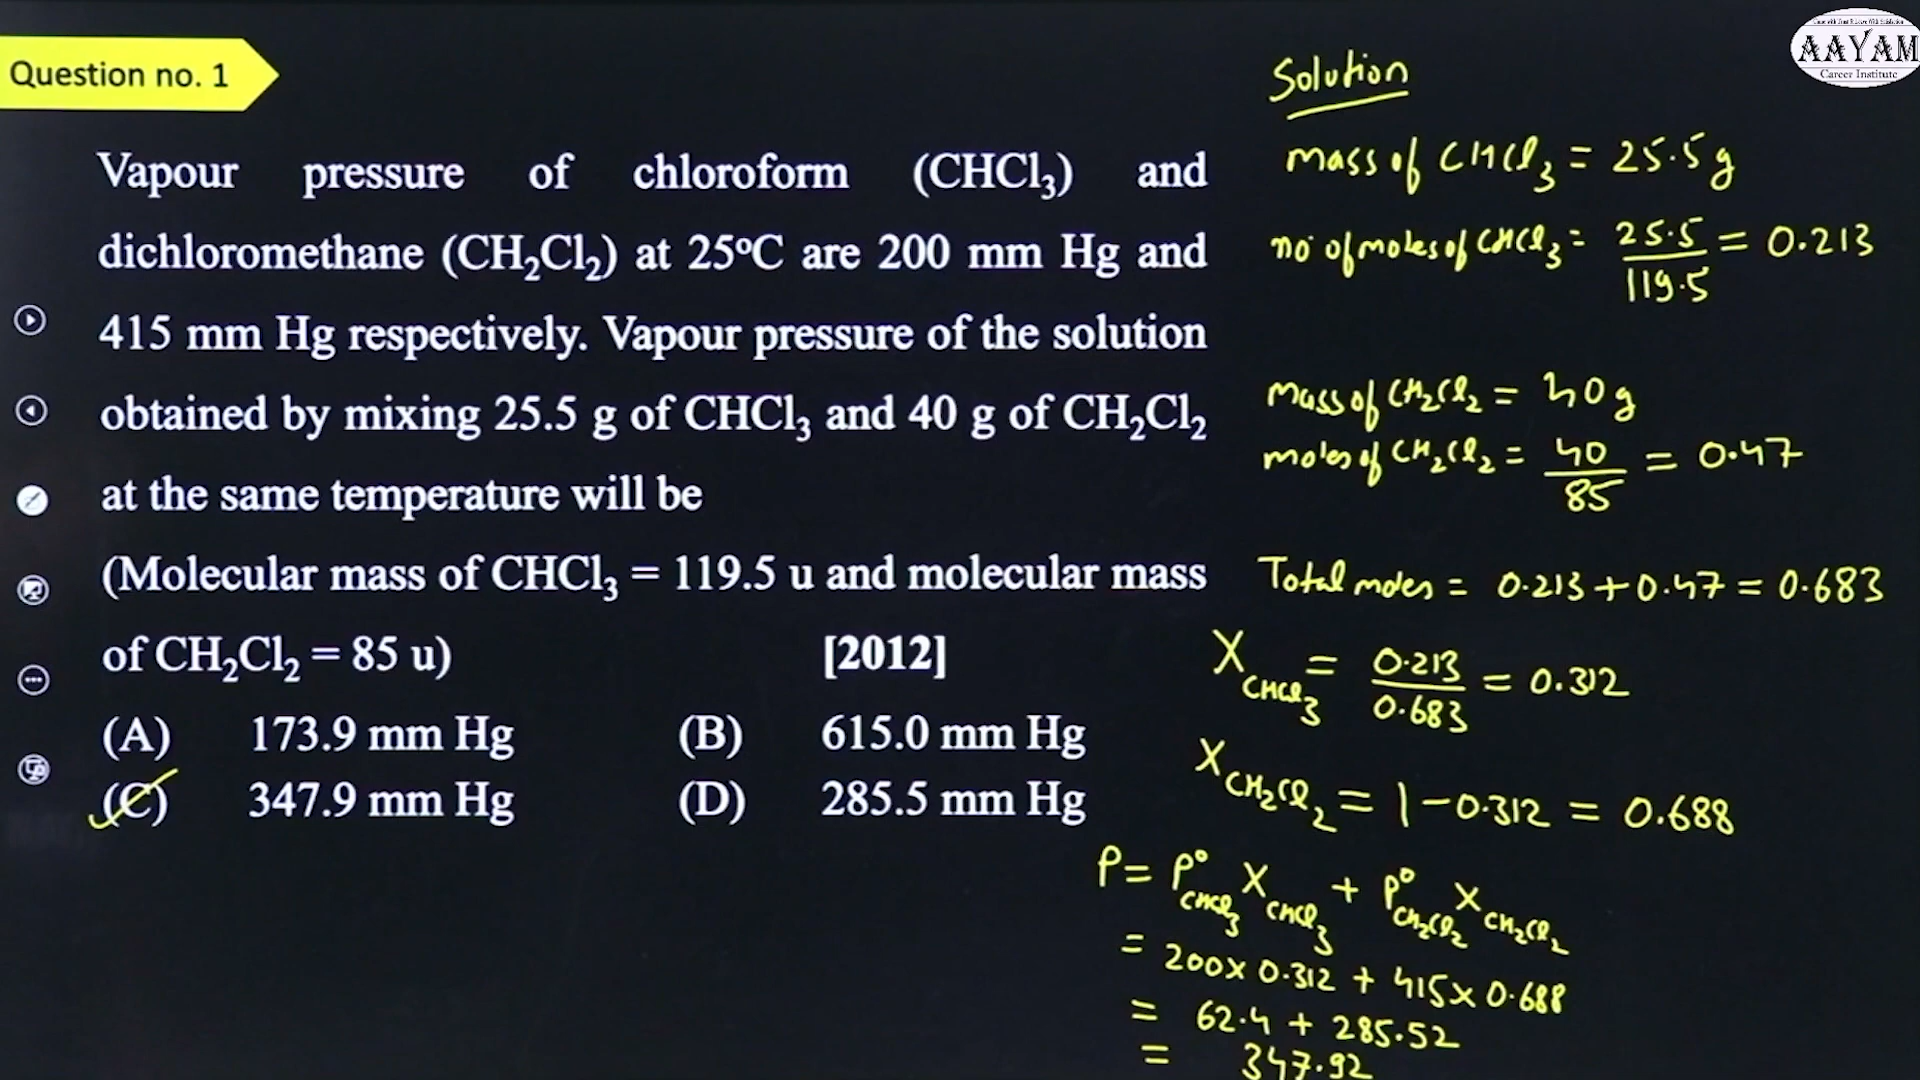 Question no. 1
Vapour pressure of chloroform (CHCl₃) and
dichloromethane (CH₂Cl₂) at 25°C are 200 mm Hg and
415 mm Hg respectively. Vapour pressure of the solution
obtained by mixing 25.5 g of CHCl₃ and 40 g of CH₂Cl₂
at the same temperature will be
(Molecular mass of CHCl₃ = 119.5 u and molecular mass
of CH₂Cl₂ = 85 u) [2012]
(A) 173.9 mm Hg (B) 615.0 mm Hg
(C) 347.9 mm Hg (D) 285.5 mm Hg
AAYAM
Career Institute
Solution
mass of CHCl₃ = 25.5 g
no of moles of CHCl₃ = 25.5/119.5 = 0.213
Mass of CH₂Cl₂ = 40 g
moles of CH₂Cl₂ = 40/85 = 0.47
Total moles = 0.213 + 0.47 = 0.683
X CHCl₃ = 0.213/0.683 = 0.312
X CH₂Cl₂ = 1 - 0.312 = 0.688
P = P° CHCl₃ X CHCl₃ + P° CH₂Cl₂ X CH₂Cl₂
= 200 x 0.312 + 415 x 0.688
= 62.4 + 285.52
= 347.92